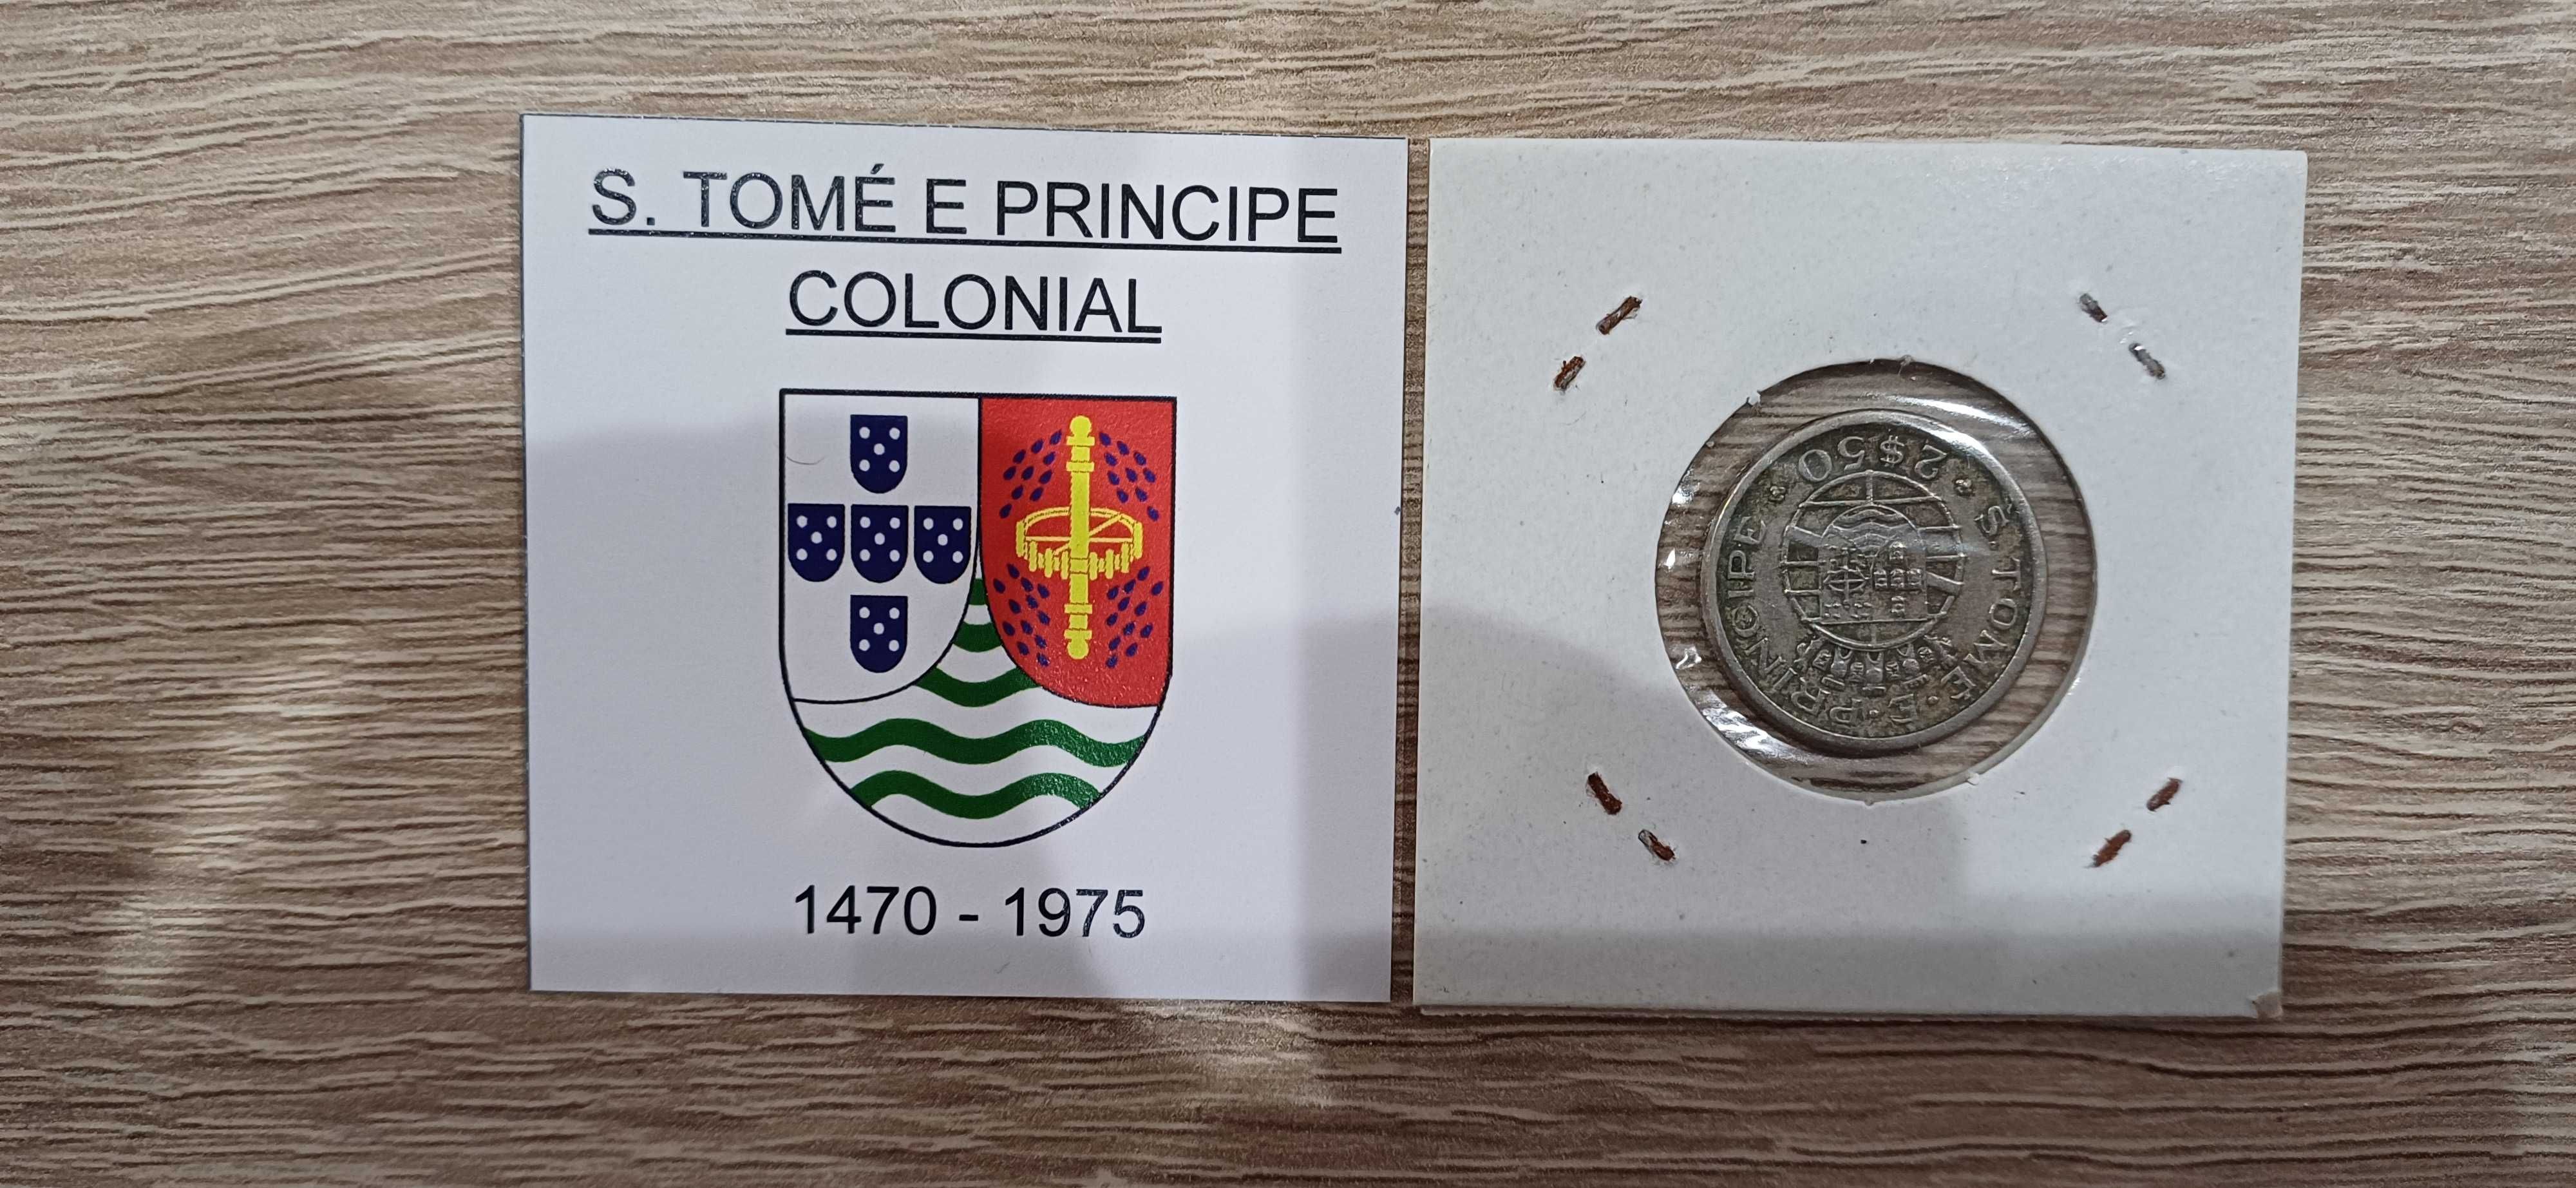 S. TOMÉ E PRINCIPE
COLONIAL
1470 - 1975
S. TOMÉ · E · PRINCIPE
2$50